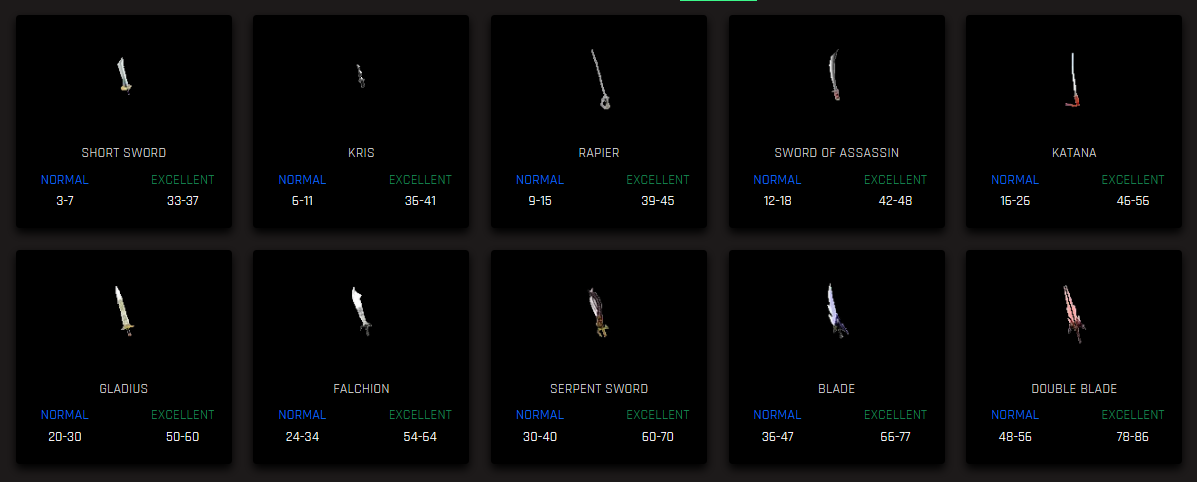 SHORT SWORD
NORMAL EXCELLENT
3-7 33-37
KRIS
NORMAL EXCELLENT
6-11 36-41
RAPIER
NORMAL EXCELLENT
9-15 39-45
SWORD OF ASSASSIN
NORMAL EXCELLENT
12-18 42-48
KATANA
NORMAL EXCELLENT
16-26 46-56
GLADIUS
NORMAL EXCELLENT
20-30 50-60
FALCHION
NORMAL EXCELLENT
24-34 54-64
SERPENT SWORD
NORMAL EXCELLENT
30-40 60-70
BLADE
NORMAL EXCELLENT
36-47 66-77
DOUBLE BLADE
NORMAL EXCELLENT
48-56 78-86